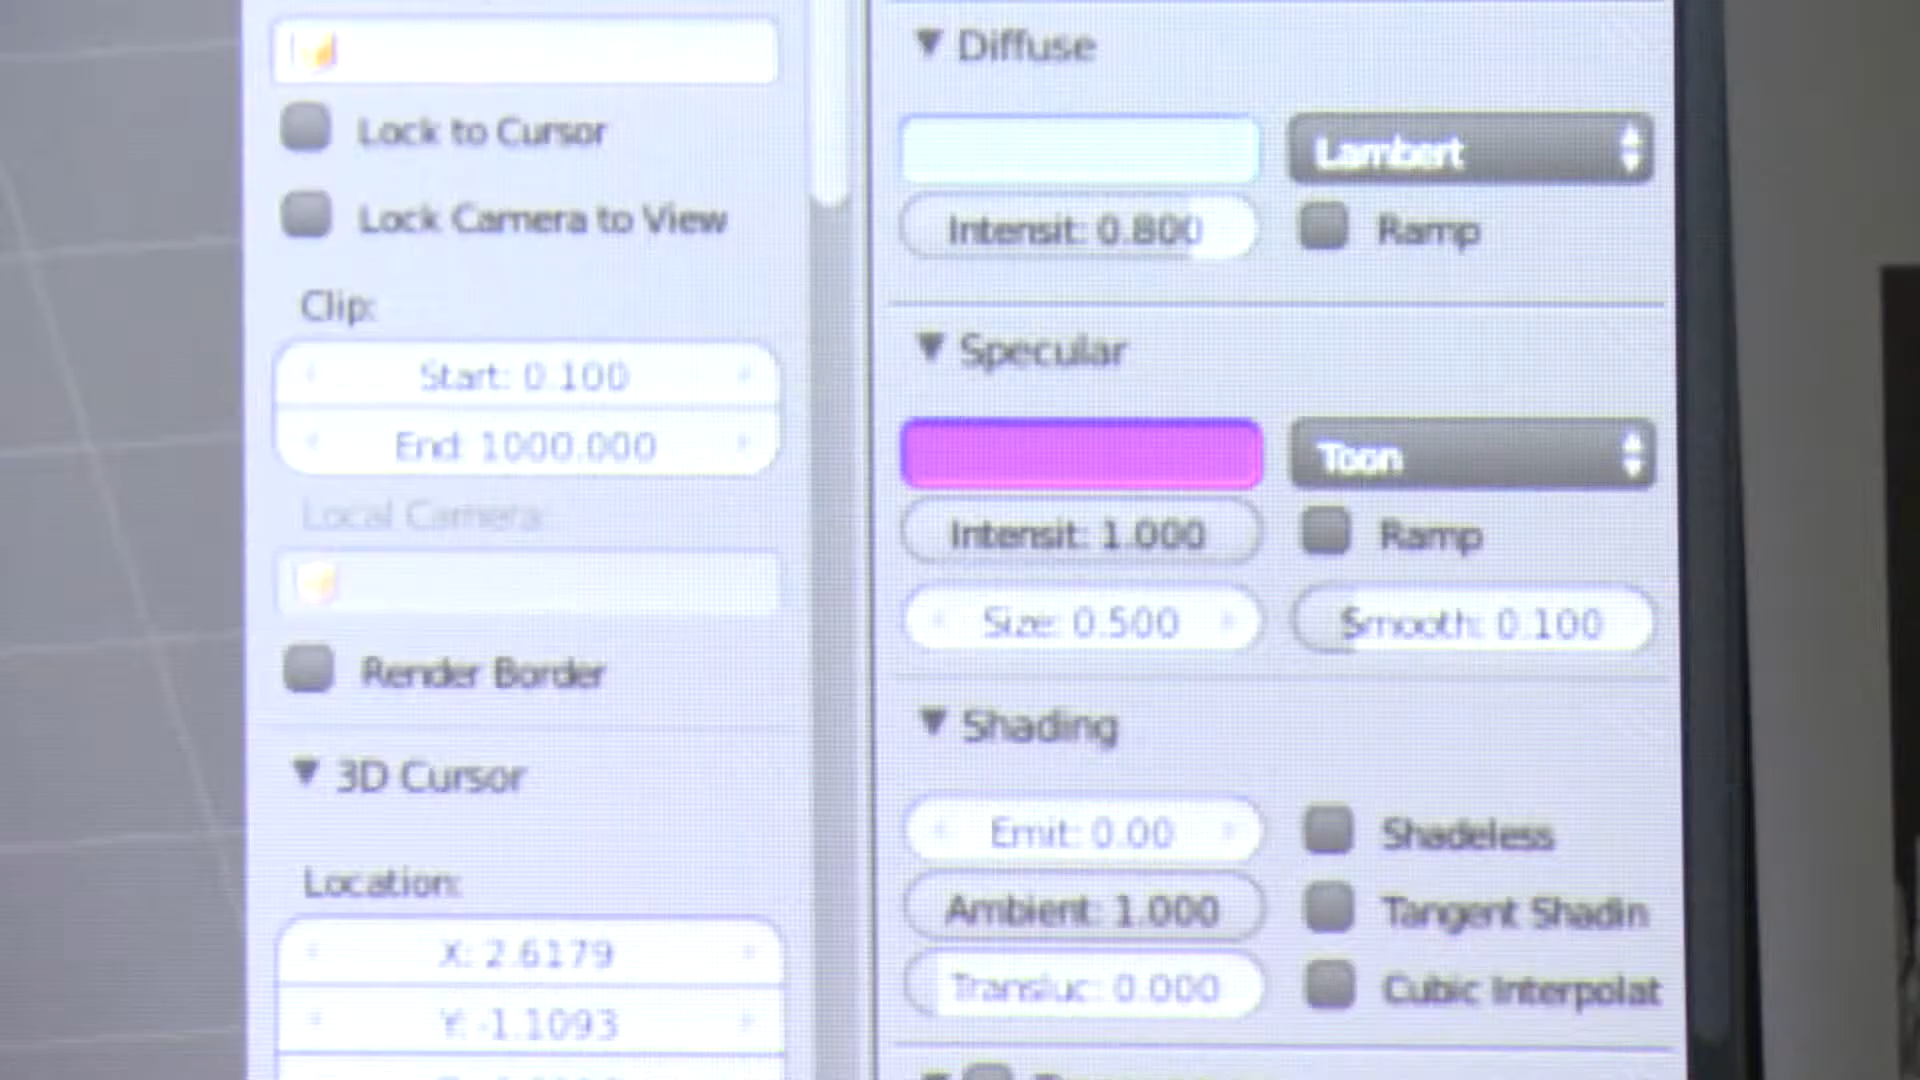 Lock to Cursor
Lock Camera to View
Clip:
Start: 0.100
End: 1000.000
Local Camera:
Render Border
3D Cursor
Location:
X: 2.6179
Y: -1.1093
Diffuse
Lambert
Intensit: 0.800
Ramp
Specular
Toon
Intensit: 1.000
Ramp
Size: 0.500
Smooth: 0.100
Shading
Emit: 0.00
Shadeless
Ambient: 1.000
Tangent Shadin
Transluc: 0.000
Cubic Interpolat